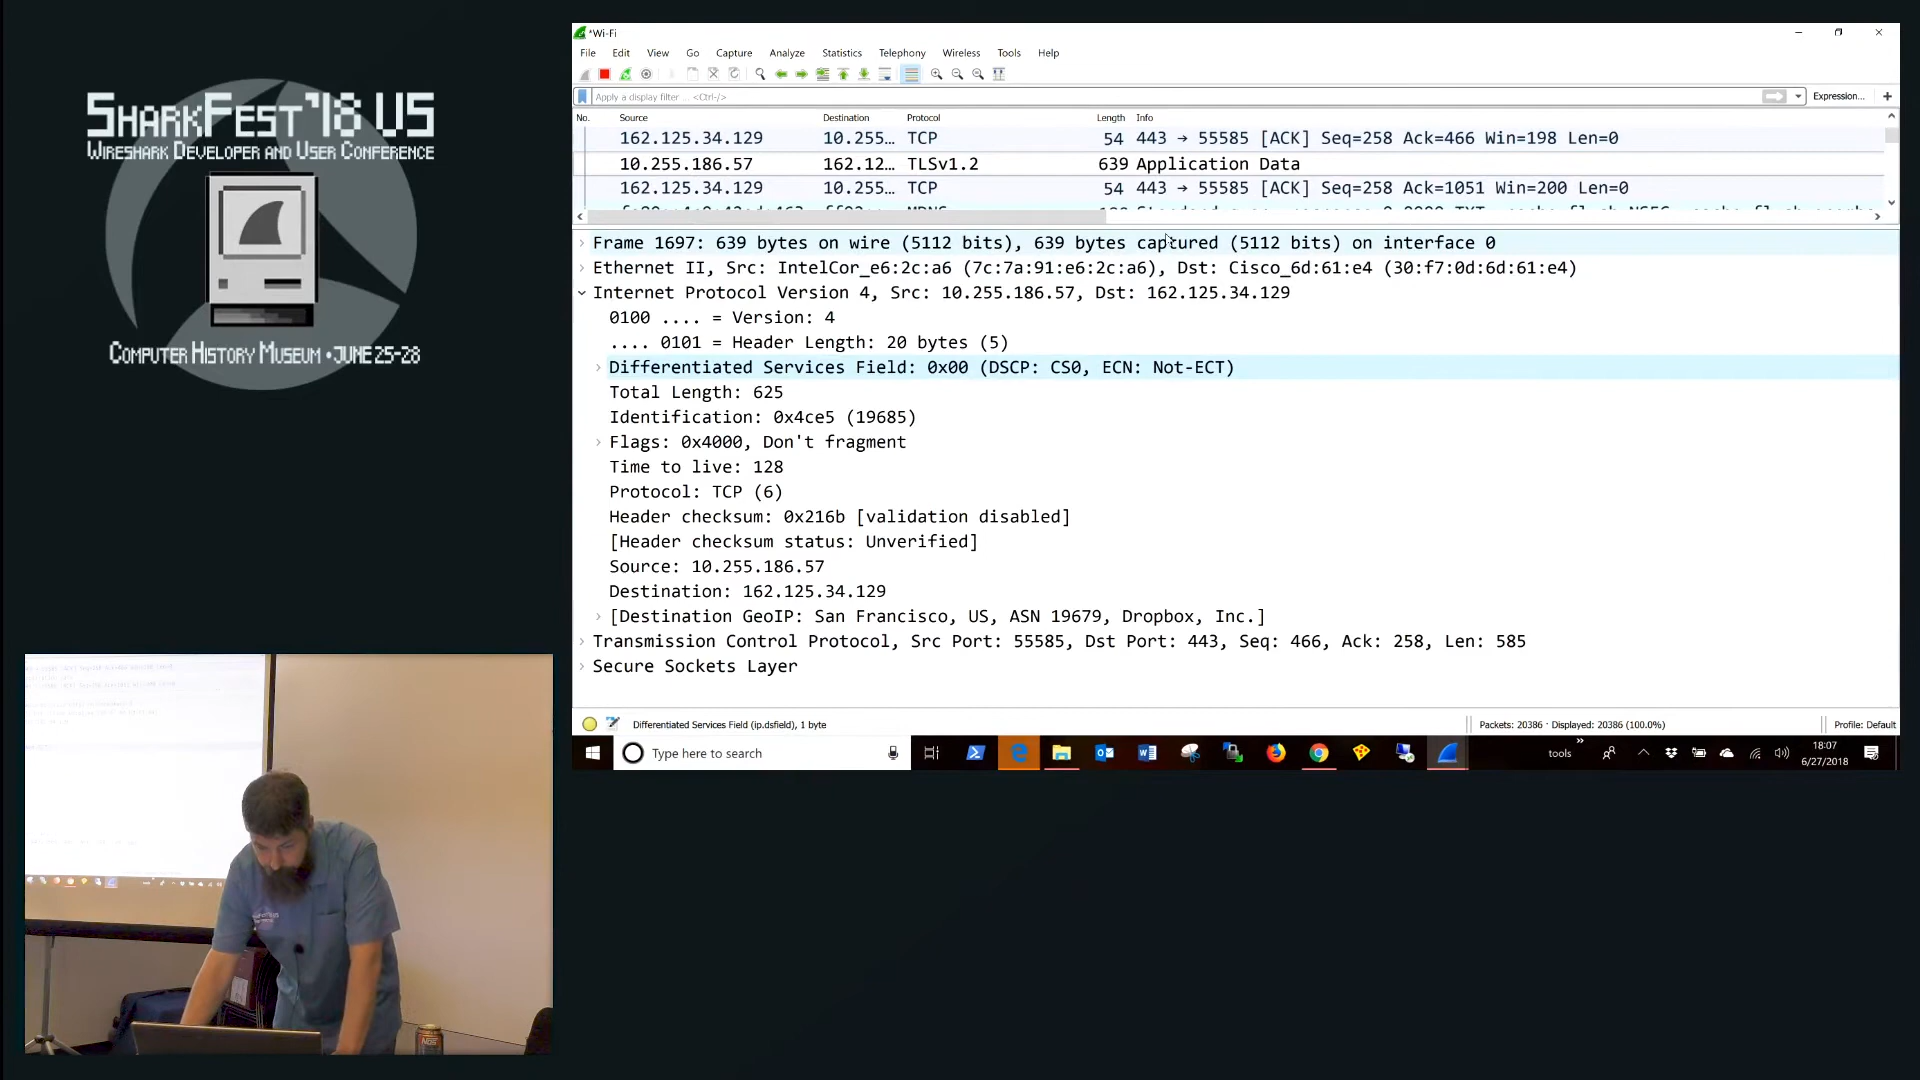 SHARKFEST '18 US
WIRESHARK DEVELOPER AND USER CONFERENCE
COMPUTER HISTORY MUSEUM • JUNE 25-28
*Wi-Fi
File Edit View Go Capture Analyze Statistics Telephony Wireless Tools Help
Apply a display filter ... <Ctrl-/>
Expression... +
No. Source Destination Protocol Length Info
162.125.34.129 10.255... TCP 54 443 → 55585 [ACK] Seq=258 Ack=466 Win=198 Len=0
10.255.186.57 162.12... TLSv1.2 639 Application Data
162.125.34.129 10.255... TCP 54 443 → 55585 [ACK] Seq=258 Ack=1051 Win=200 Len=0
Frame 1697: 639 bytes on wire (5112 bits), 639 bytes captured (5112 bits) on interface 0
Ethernet II, Src: IntelCor_e6:2c:a6 (7c:7a:91:e6:2c:a6), Dst: Cisco_6d:61:e4 (30:f7:0d:6d:61:e4)
Internet Protocol Version 4, Src: 10.255.186.57, Dst: 162.125.34.129
0100 .... = Version: 4
.... 0101 = Header Length: 20 bytes (5)
Differentiated Services Field: 0x00 (DSCP: CS0, ECN: Not-ECT)
Total Length: 625
Identification: 0x4ce5 (19685)
Flags: 0x4000, Don't fragment
Time to live: 128
Protocol: TCP (6)
Header checksum: 0x216b [validation disabled]
[Header checksum status: Unverified]
Source: 10.255.186.57
Destination: 162.125.34.129
[Destination GeoIP: San Francisco, US, ASN 19679, Dropbox, Inc.]
Transmission Control Protocol, Src Port: 55585, Dst Port: 443, Seq: 466, Ack: 258, Len: 585
Secure Sockets Layer
Differentiated Services Field (ip.dsfield), 1 byte
Packets: 20386 · Displayed: 20386 (100.0%)
Profile: Default
Type here to search
tools
18:07
6/27/2018